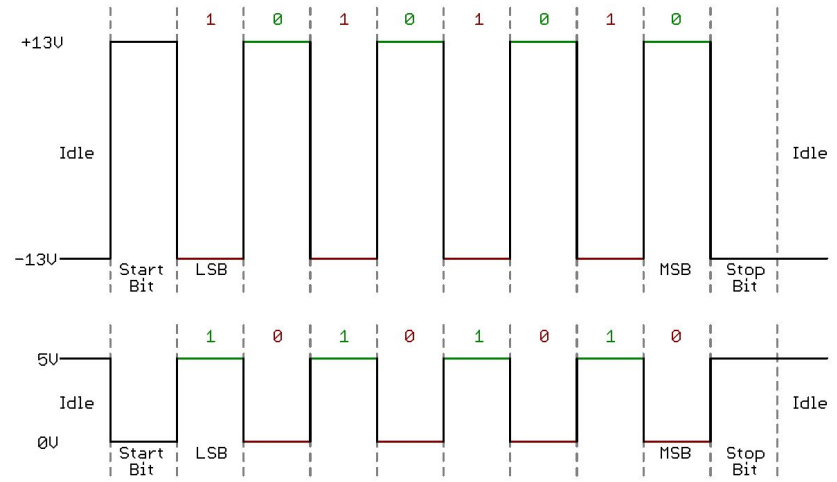 1 0 1 0 1 0 1 0
+13V
Idle Idle
-13V
Start Bit LSB MSB Stop Bit
1 0 1 0 1 0 1 0
5V
Idle Idle
0V
Start Bit LSB MSB Stop Bit